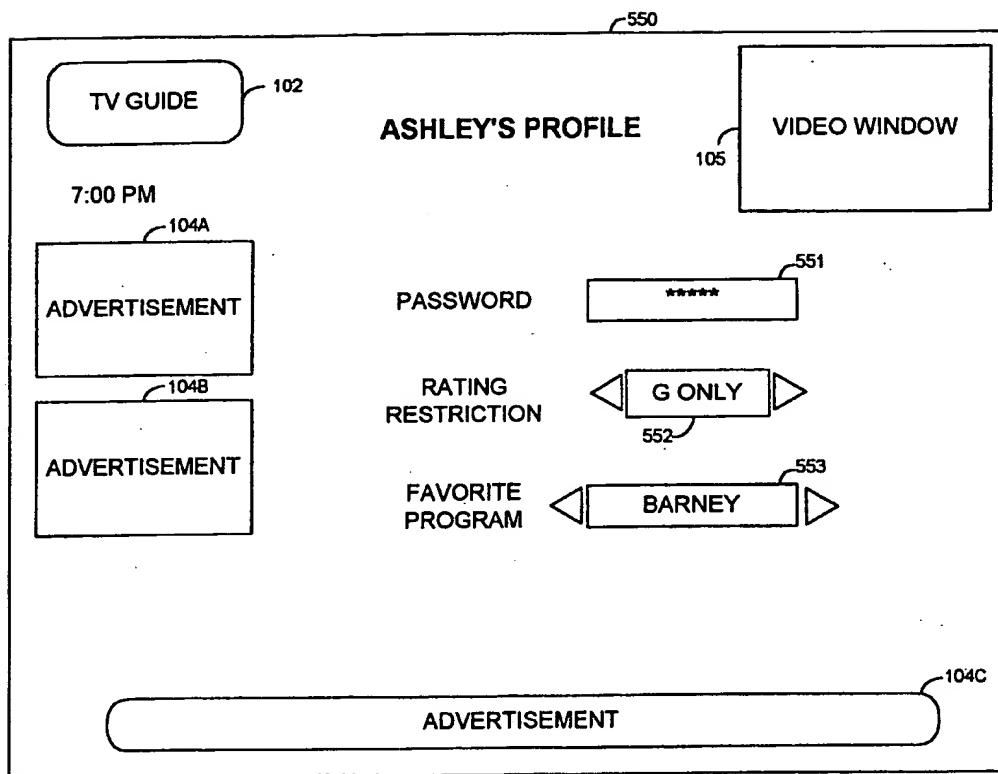 550
TV GUIDE
102
ASHLEY'S PROFILE
VIDEO WINDOW
105
7:00 PM
104A
ADVERTISEMENT
551
PASSWORD
*****
104B
ADVERTISEMENT
RATING
RESTRICTION
G ONLY
552
553
FAVORITE
PROGRAM
BARNEY
104C
ADVERTISEMENT